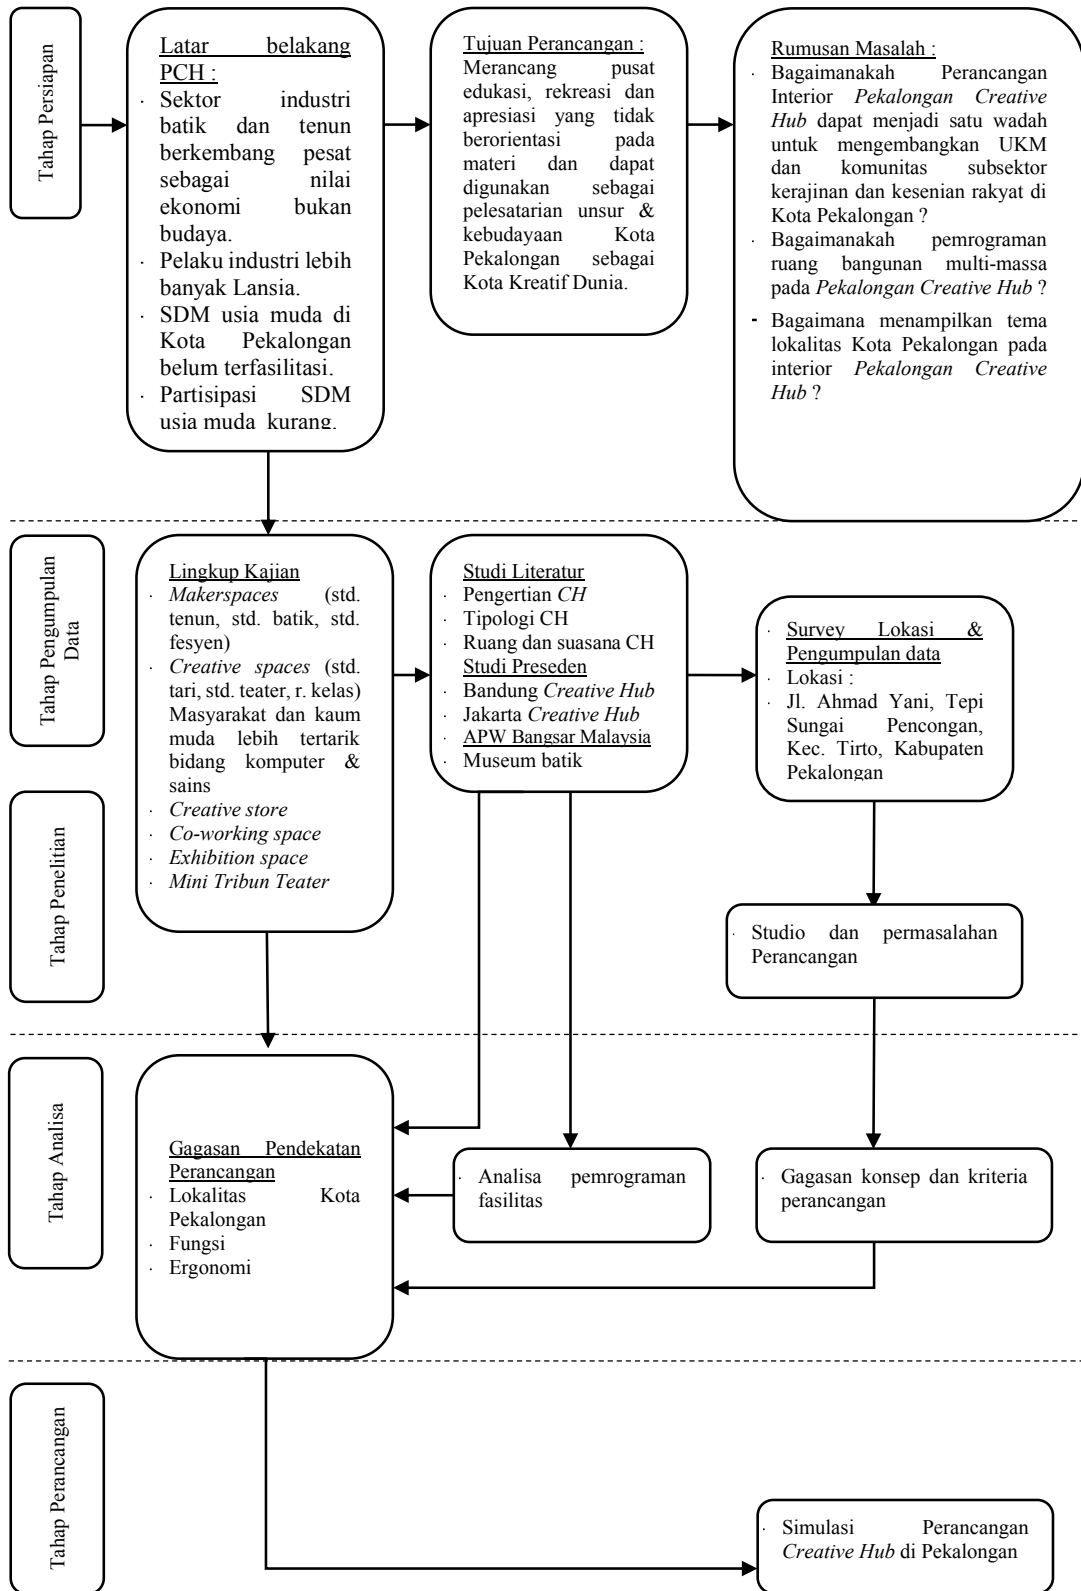 Tahap Persiapan
Latar belakang
PCH :
· Sektor industri
batik dan tenun
berkembang pesat
sebagai nilai
ekonomi bukan
budaya.
· Pelaku industri lebih
banyak Lansia.
· SDM usia muda di
Kota Pekalongan
belum terfasilitasi.
· Partisipasi SDM
usia muda kurang.
Tujuan Perancangan :
Merancang pusat
edukasi, rekreasi dan
apresiasi yang tidak
berorientasi pada
materi dan dapat
digunakan sebagai
pelesatarian unsur &
kebudayaan Kota
Pekalongan sebagai
Kota Kreatif Dunia.
Rumusan Masalah :
· Bagaimanakah Perancangan
Interior Pekalongan Creative
Hub dapat menjadi satu wadah
untuk mengembangkan UKM
dan komunitas subsektor
kerajinan dan kesenian rakyat di
Kota Pekalongan ?
· Bagaimanakah pemrograman
ruang bangunan multi-massa
pada Pekalongan Creative Hub ?
- Bagaimana menampilkan tema
lokalitas Kota Pekalongan pada
interior Pekalongan Creative
Hub ?
Tahap Pengumpulan
Data
Lingkup Kajian
· Makerspaces (std.
tenun, std. batik, std.
fesyen)
· Creative spaces (std.
tari, std. teater, r. kelas)
Masyarakat dan kaum
muda lebih tertarik
bidang komputer &
sains
· Creative store
· Co-working space
· Exhibition space
· Mini Tribun Teater
Studi Literatur
· Pengertian CH
· Tipologi CH
· Ruang dan suasana CH
Studi Preseden
· Bandung Creative Hub
· Jakarta Creative Hub
· APW Bangsar Malaysia
· Museum batik
· Survey Lokasi &
Pengumpulan data
· Lokasi :
· Jl. Ahmad Yani, Tepi
Sungai Pencongan,
Kec. Tirto, Kabupaten
Pekalongan
Tahap Penelitian
· Studio dan permasalahan
Perancangan
Tahap Analisa
Gagasan Pendekatan
Perancangan
· Lokalitas Kota
Pekalongan
· Fungsi
· Ergonomi
· Analisa pemrograman
fasilitas
· Gagasan konsep dan kriteria
perancangan
Tahap Perancangan
· Simulasi Perancangan
Creative Hub di Pekalongan